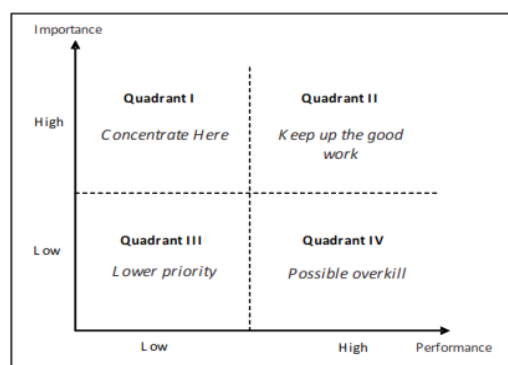 Importance
Quadrant I
Quadrant II
High
Concentrate Here
Keep up the good
work
Quadrant III
Quadrant IV
Low
Lower priority
Possible overkill
Low
High
Performance